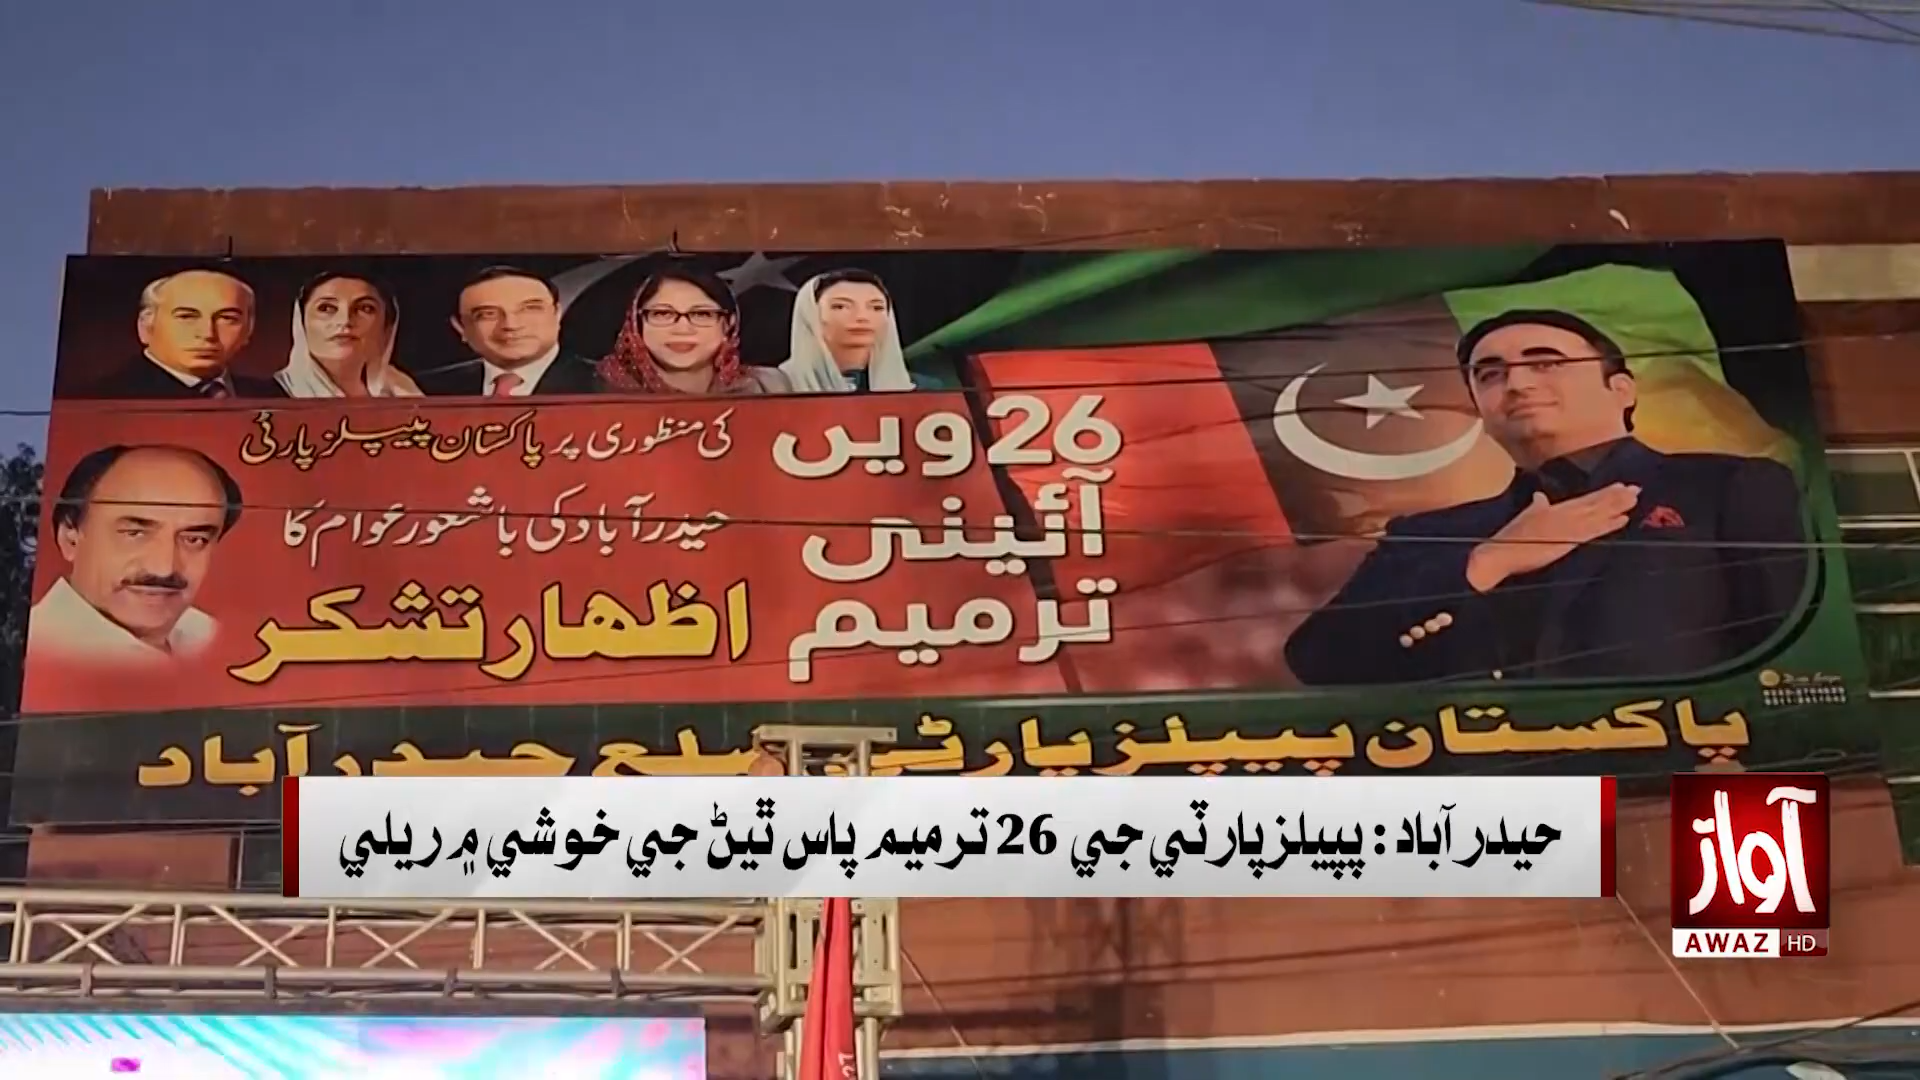 26ویں
آئینی
ترمیم
کی منظوری پر پاکستان پیپلز پارٹی
حیدرآباد کی باشعور عوام کا
اظہار تشکر
پاکستان پیپلز پارٹی ضلع حیدرآباد
حيدرآباد : پيپلزپارٽي جي 26 ترميم پاس ٿيڻ جي خوشي ۾ ريلي
آواز
AWAZ HD